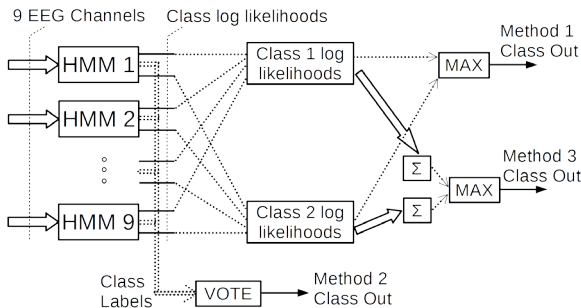 9 EEG Channels
Class log likelihoods
Method 1
Class Out
HMM 1
Class 1 log
likelihoods
MAX
HMM 2
Method 3
Class Out
Σ
MAX
Σ
HMM 9
Class 2 log
likelihoods
Class
Labels
VOTE
Method 2
Class Out